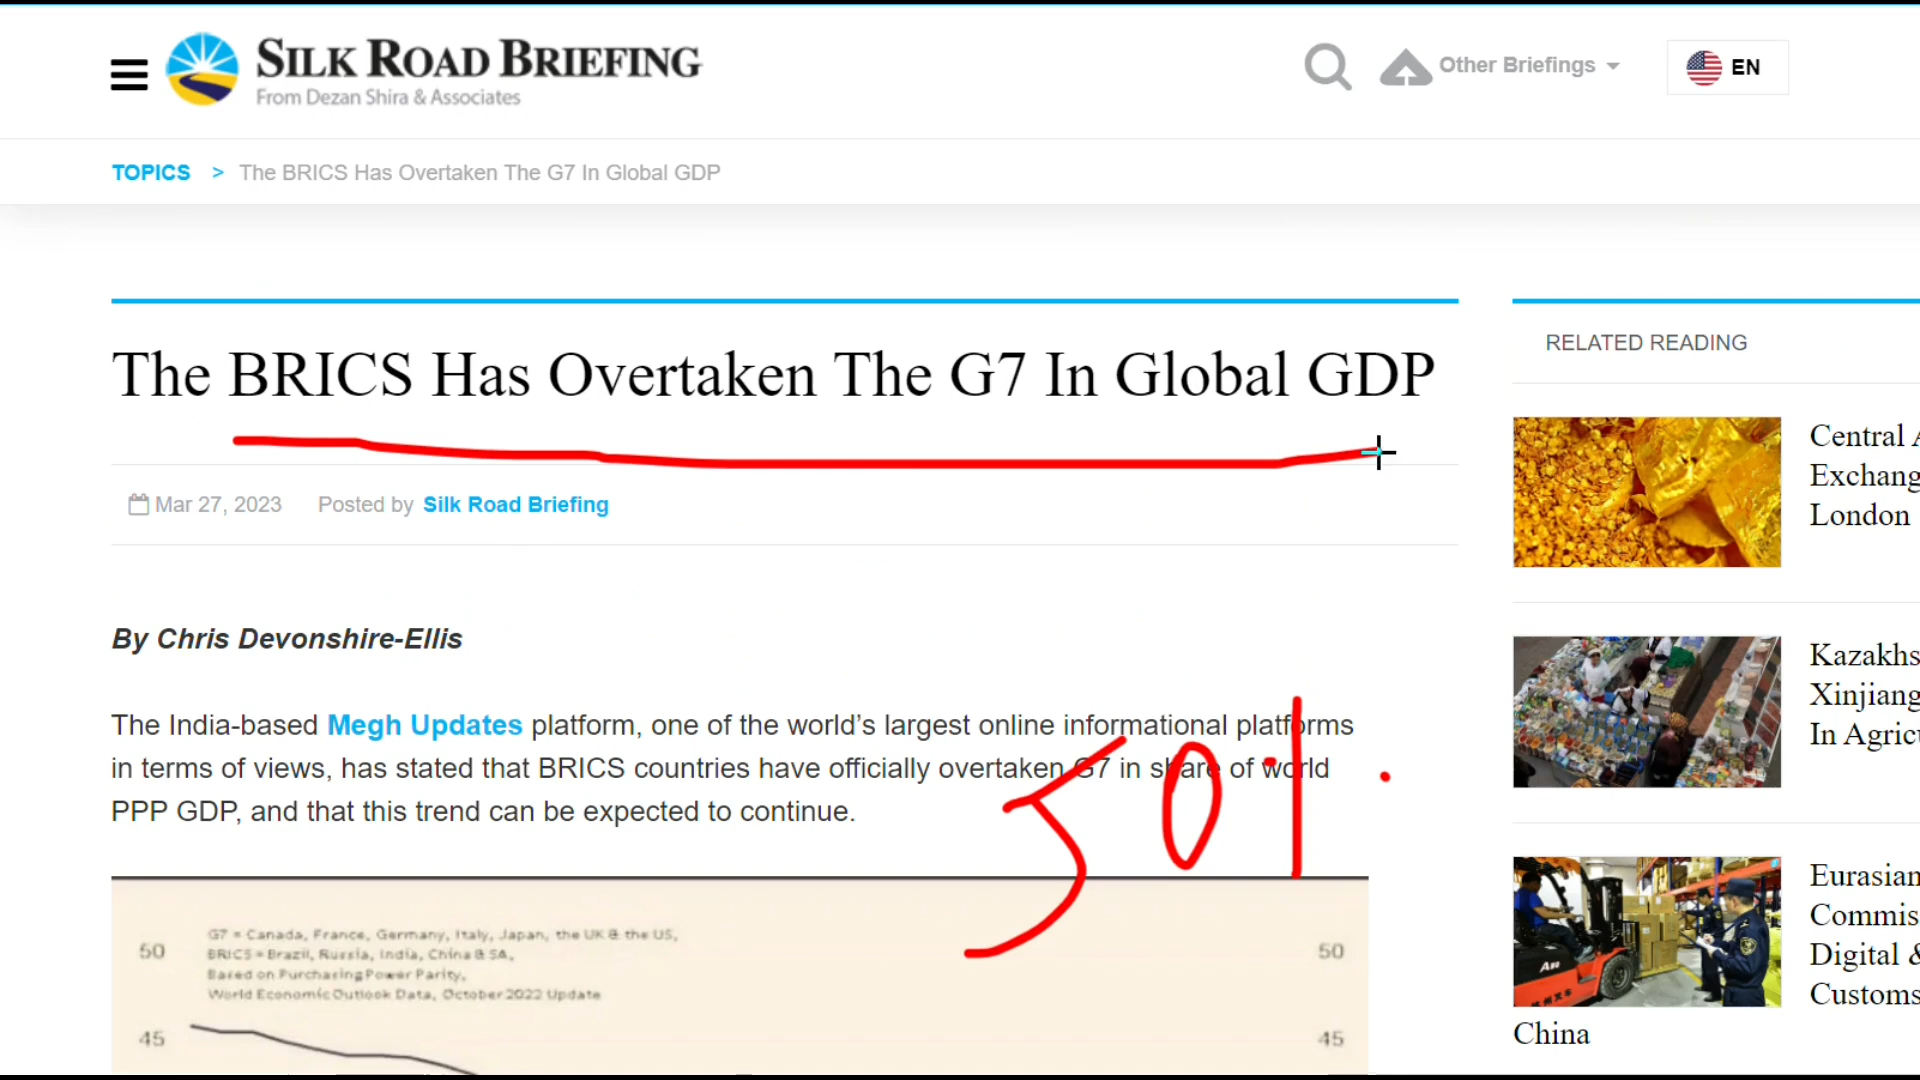 SILK ROAD BRIEFING
From Dezan Shira & Associates
Other Briefings
EN
TOPICS > The BRICS Has Overtaken The G7 In Global GDP
The BRICS Has Overtaken The G7 In Global GDP
Mar 27, 2023 Posted by Silk Road Briefing
By Chris Devonshire-Ellis
The India-based Megh Updates platform, one of the world's largest online informational platforms
in terms of views, has stated that BRICS countries have officially overtaken G7 in share of world
PPP GDP, and that this trend can be expected to continue.
50%
G7 = Canada, France, Germany, Italy, Japan, the UK & the US,
BRICS = Brazil, Russia, India, China & SA,
Based on Purchasing Power Parity,
World Economic Outlook Data, October 2022 Update
50 50
45 45
RELATED READING
Central
Exchang
London
Kazakhs
Xinjiang
In Agric
Eurasian
Commis
Digital &
Customs
China